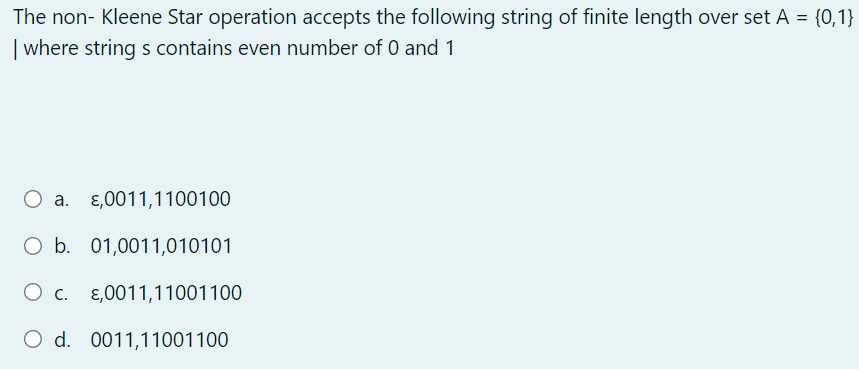 The non- Kleene Star operation accepts the following string of finite length over set A = {0,1}
| where string s contains even number of 0 and 1
a. ε,0011,1100100
b. 01,0011,010101
c. ε,0011,11001100
d. 0011,11001100